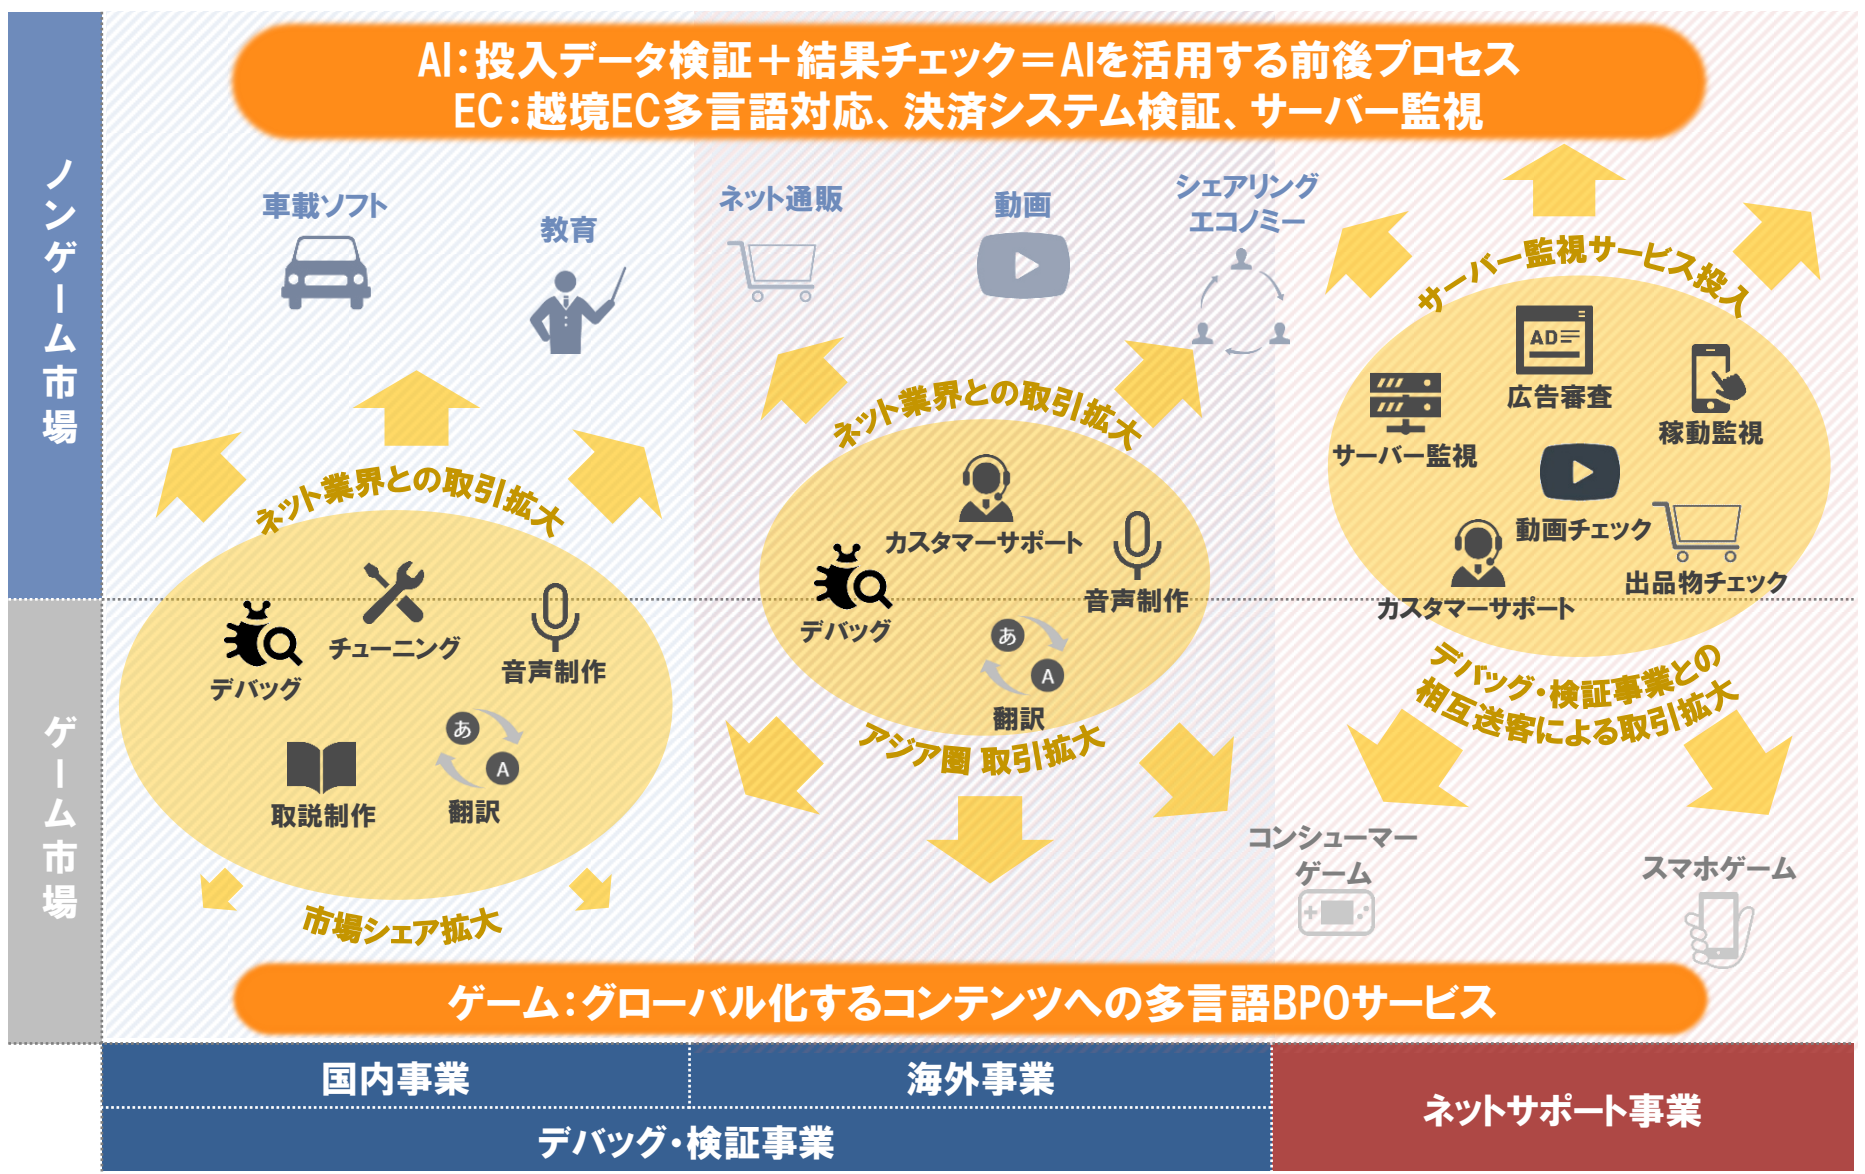 AI：投入データ検証＋結果チェック＝AIを活用する前後プロセス
EC：越境EC多言語対応、決済システム検証、サーバー監視
ノンゲーム市場
車載ソフト
教育
ネット通販
動画
シェアリング
エコノミー
ネット業界との取引拡大
デバッグ
チューニング
音声制作
取説制作
あ
A
翻訳
市場シェア拡大
ネット業界との取引拡大
カスタマーサポート
デバッグ
音声制作
あ
A
翻訳
アジア圏 取引拡大
サーバー監視サービス投入
AD
広告審査
サーバー監視
稼動監視
動画チェック
出品物チェック
カスタマーサポート
デバッグ・検証事業との
相互送客による取引拡大
ゲーム市場
コンシューマー
ゲーム
スマホゲーム
ゲーム：グローバル化するコンテンツへの多言語BPOサービス
国内事業
海外事業
ネットサポート事業
デバッグ・検証事業